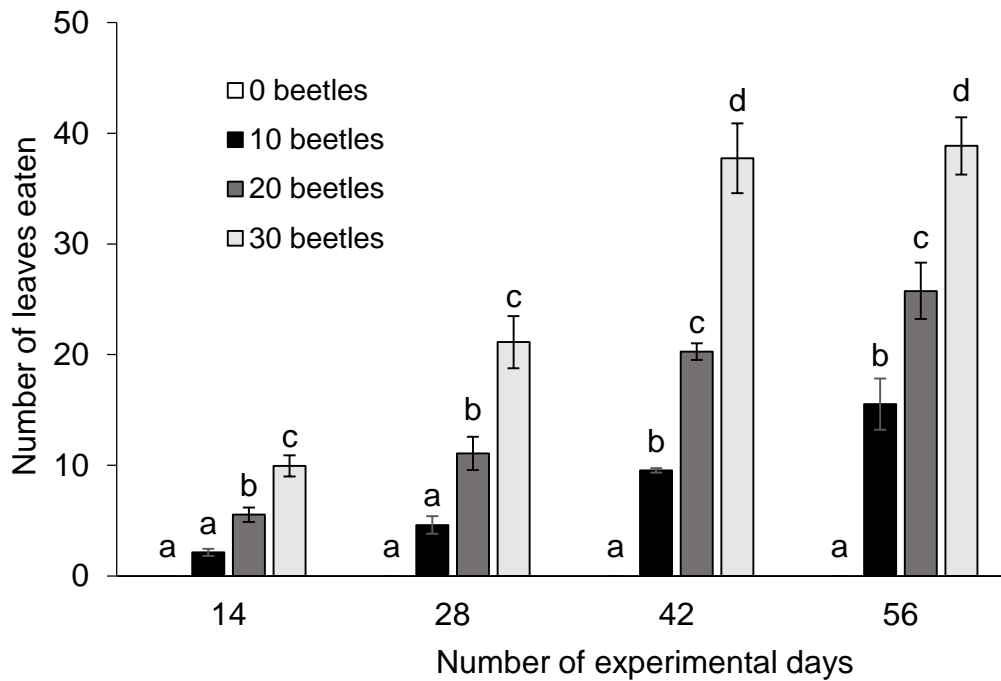 Number of leaves eaten
50
40
30
20
10
0
0 beetles
10 beetles
20 beetles
30 beetles
a a b c
a a b c
a b c d
a b c d
14 28 42 56
Number of experimental days